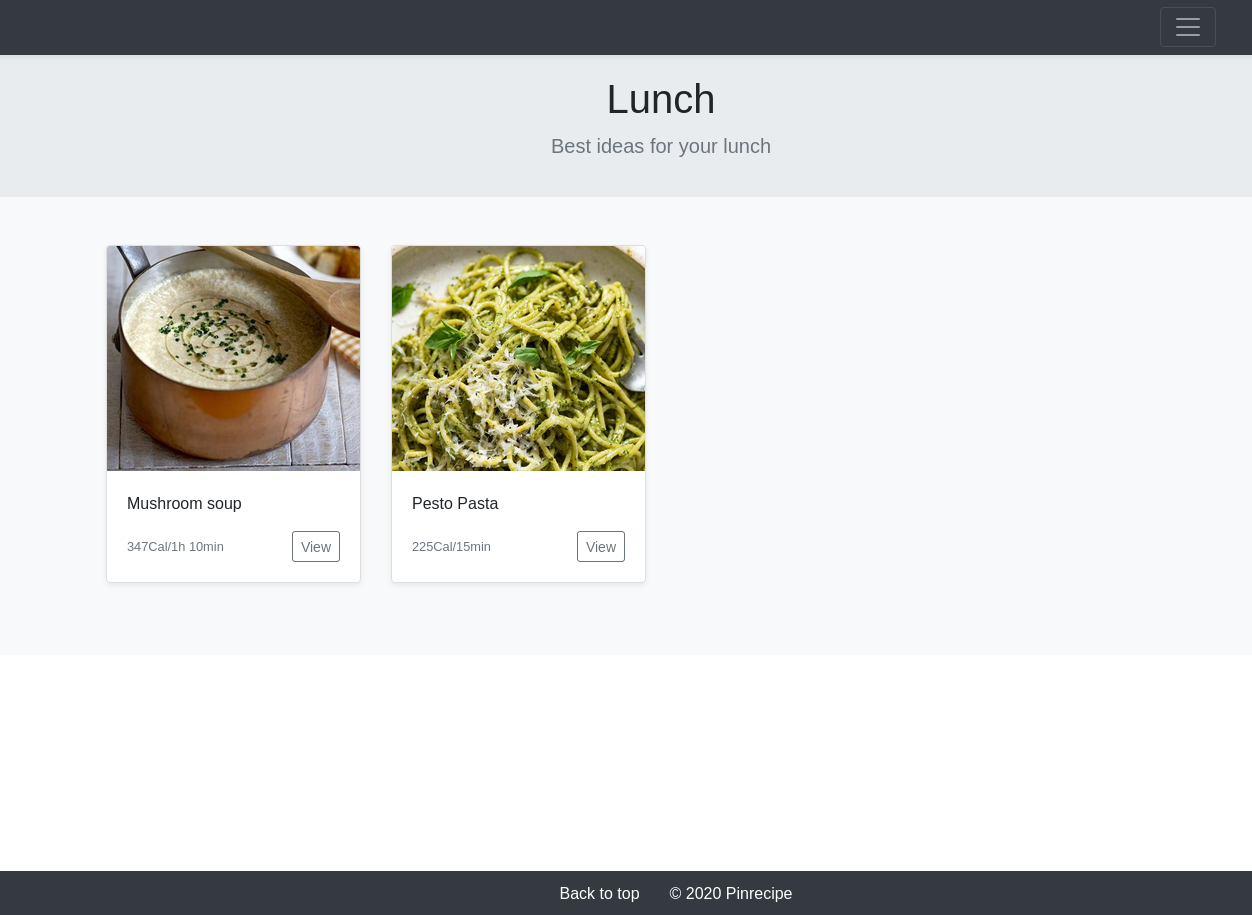 Lunch
Best ideas for your lunch
Mushroom soup
347Cal/1h 10min
View
Pesto Pasta
225Cal/15min
View
Back to top
© 2020 Pinrecipe